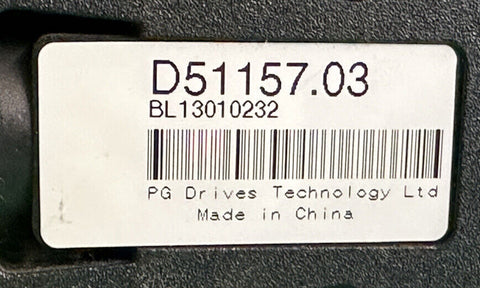 D51157.03
BL13010232
PG Drives Technology Ltd
Made in China